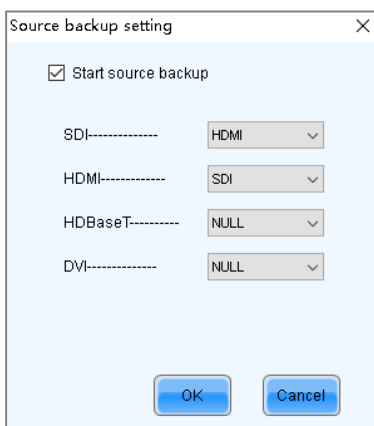 Source backup setting
Start source backup
SDI-------------- HDMI
HDMI------------- SDI
HDBaseT---------- NULL
DVI-------------- NULL
OK Cancel